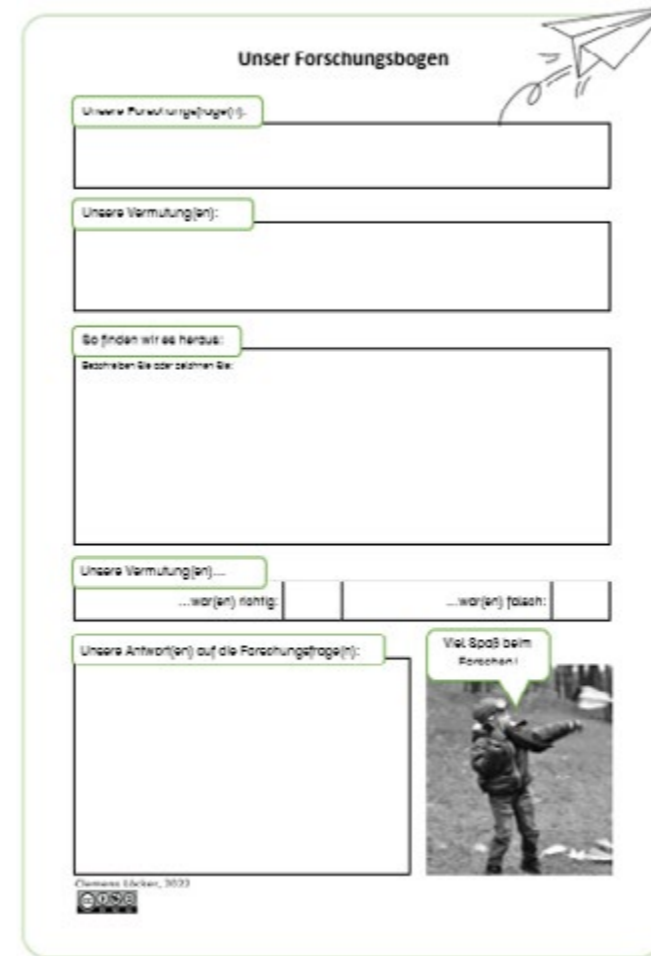 Unser Forschungsbogen
Unsere Forschungsfrage(n):
Unsere Vermutung(en):
So finden wir es heraus:
Beschreiben Sie oder zeichnen Sie:
Unsere Vermutung(en)....
...war(en) richtig:
...war(en) falsch:
Unsere Antwort(en) auf die Forschungsfrage(n):
Viel Spaß beim
Forschen!
Clemens 2022